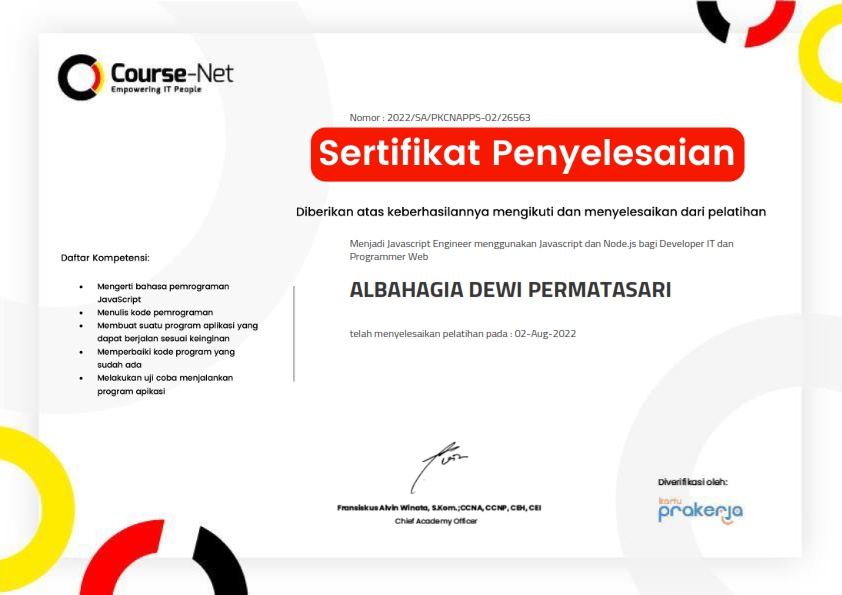 Course-Net
Empowering IT People
Nomor : 2022/SA/PKCNAPPS-02/26563
Sertifikat Penyelesaian
Diberikan atas keberhasilannya mengikuti dan menyelesaikan dari pelatihan
Menjadi Javascript Engineer menggunakan Javascript dan Node.js bagi Developer IT dan
Programmer Web
ALBAHAGIA DEWI PERMATASARI
telah menyelesaikan pelatihan pada : 02-Aug-2022
Daftar Kompetensi:
• Mengerti bahasa pemrograman
JavaScript
• Menulis kode pemrograman
• Membuat suatu program aplikasi yang
dapat berjalan sesuai keinginan
• Memperbaiki kode program yang
sudah ada
• Melakukan uji coba menjalankan
program apikasi
Fransiskus Alvin Winata, S.Kom.;CCNA, CCNP, CEH, CEI
Chief Academy Officer
Diverifikasi oleh:
kartu
prakerja